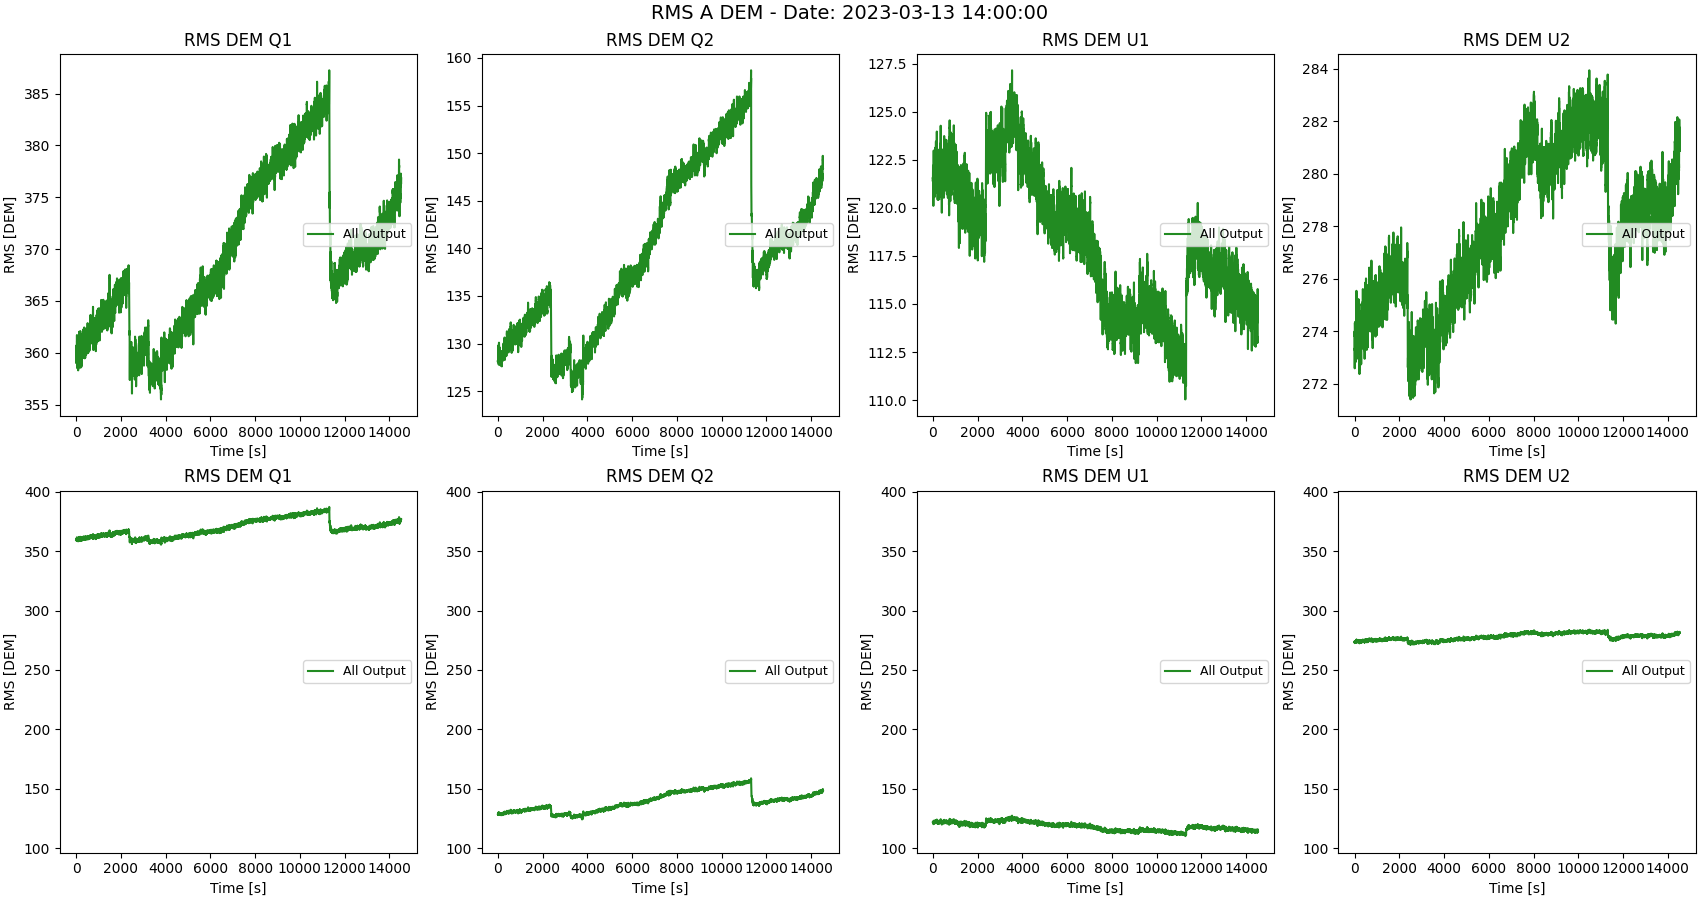 RMS A DEM - Date: 2023-03-13 14:00:00
RMS DEM Q1
RMS [DEM]
385
380
375
370
365
360
355
All Output
0 2000 4000 6000 8000 10000 12000 14000
Time [s]
RMS DEM Q2
RMS [DEM]
160
155
150
145
140
135
130
125
All Output
0 2000 4000 6000 8000 10000 12000 14000
Time [s]
RMS DEM U1
RMS [DEM]
127.5
125.0
122.5
120.0
117.5
115.0
112.5
110.0
All Output
0 2000 4000 6000 8000 10000 12000 14000
Time [s]
RMS DEM U2
RMS [DEM]
284
282
280
278
276
274
272
All Output
0 2000 4000 6000 8000 10000 12000 14000
Time [s]
RMS DEM Q1
RMS [DEM]
400
350
300
250
200
150
100
All Output
0 2000 4000 6000 8000 10000 12000 14000
Time [s]
RMS DEM Q2
RMS [DEM]
400
350
300
250
200
150
100
All Output
0 2000 4000 6000 8000 10000 12000 14000
Time [s]
RMS DEM U1
RMS [DEM]
400
350
300
250
200
150
100
All Output
0 2000 4000 6000 8000 10000 12000 14000
Time [s]
RMS DEM U2
RMS [DEM]
400
350
300
250
200
150
100
All Output
0 2000 4000 6000 8000 10000 12000 14000
Time [s]